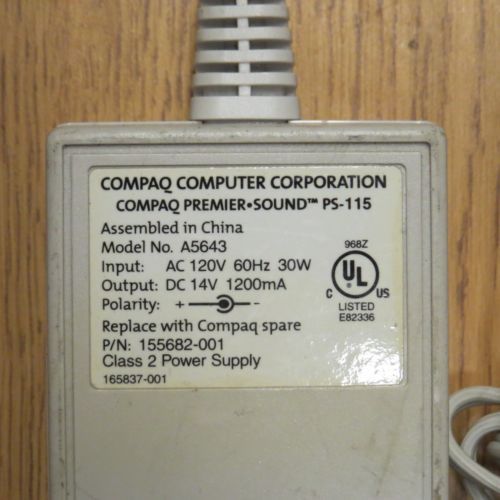 COMPAQ COMPUTER CORPORATION
COMPAQ PREMIER•SOUND™ PS-115
Assembled in China
Model No. A5643
Input: AC 120V 60Hz 30W
Output: DC 14V 1200mA
Polarity: + -
Replace with Compaq spare
P/N: 155682-001
Class 2 Power Supply
165837-001
968Z
UL
C US
LISTED
E82336